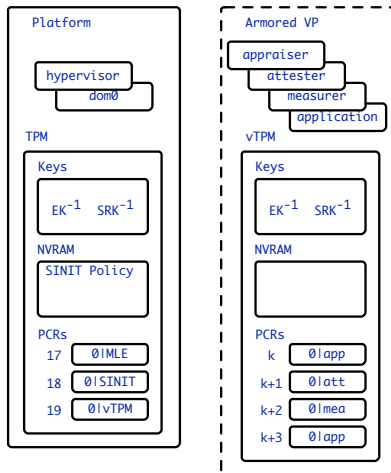 Platform
hypervisor
dom0
TPM
Keys
EK-1 SRK-1
NVRAM
SINIT Policy
PCRs
17 0|MLE
18 0|SINIT
19 0|vTPM
Armored VP
appraiser
attester
measurer
application
vTPM
Keys
EK-1 SRK-1
NVRAM
PCRs
k 0|app
k+1 0|att
k+2 0|mea
k+3 0|app